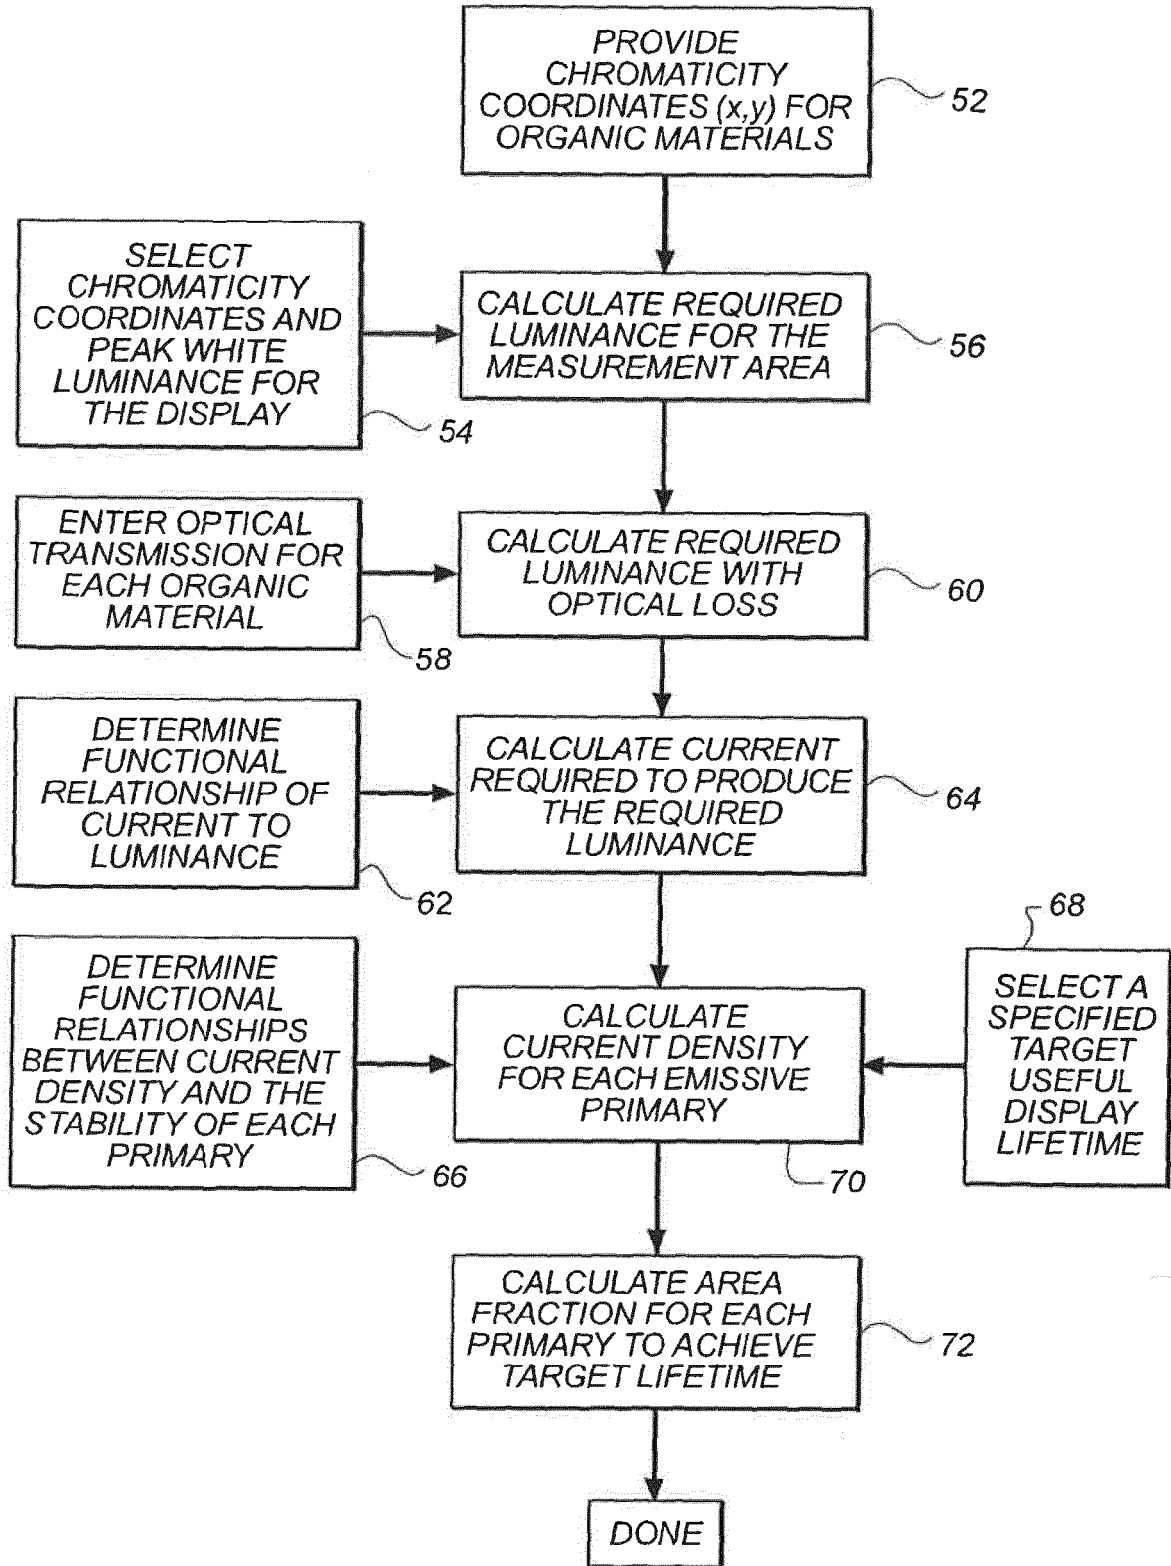 PROVIDE
CHROMATICITY
COORDINATES (x,y) FOR
ORGANIC MATERIALS
52
SELECT
CHROMATICITY
COORDINATES AND
PEAK WHITE
LUMINANCE FOR
THE DISPLAY
54
CALCULATE REQUIRED
LUMINANCE FOR THE
MEASUREMENT AREA
56
ENTER OPTICAL
TRANSMISSION FOR
EACH ORGANIC
MATERIAL
58
CALCULATE REQUIRED
LUMINANCE WITH
OPTICAL LOSS
60
DETERMINE
FUNCTIONAL
RELATIONSHIP OF
CURRENT TO
LUMINANCE
62
CALCULATE CURRENT
REQUIRED TO PRODUCE
THE REQUIRED
LUMINANCE
64
DETERMINE
FUNCTIONAL
RELATIONSHIPS
BETWEEN CURRENT
DENSITY AND THE
STABILITY OF EACH
PRIMARY
66
CALCULATE
CURRENT DENSITY
FOR EACH EMISSIVE
PRIMARY
70
68
SELECT A
SPECIFIED
TARGET
USEFUL
DISPLAY
LIFETIME
CALCULATE AREA
FRACTION FOR EACH
PRIMARY TO ACHIEVE
TARGET LIFETIME
72
DONE